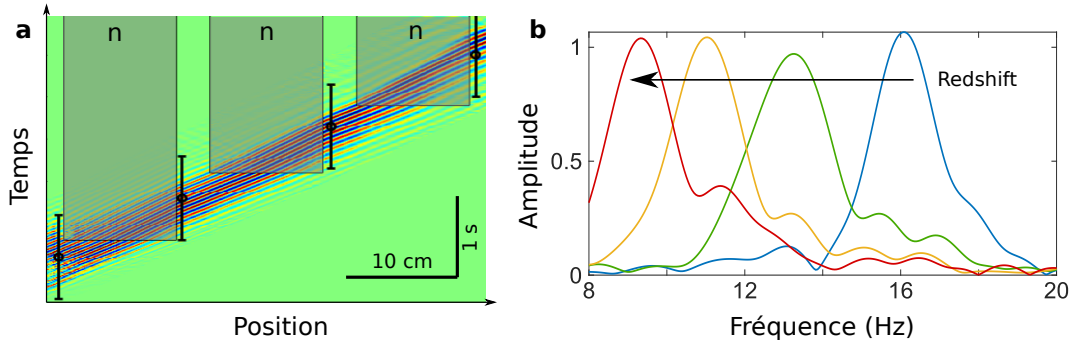 a
n
n
n
Temps
1 s
10 cm
Position
b
1
0.5
0
Amplitude
Redshift
8
12
16
20
Fréquence (Hz)